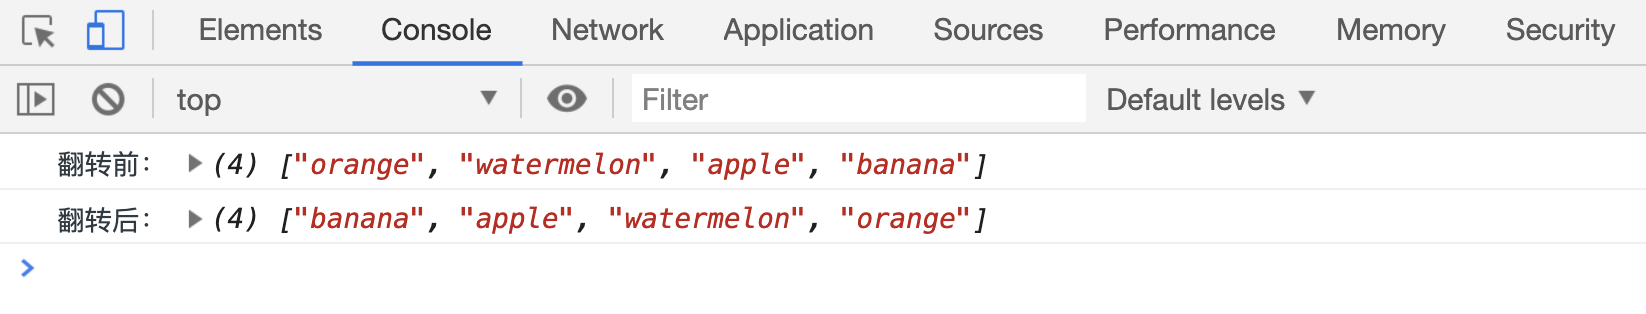 Elements Console Network Application Sources Performance Memory Security
top Filter Default levels
翻转前： (4) ["orange", "watermelon", "apple", "banana"]
翻转后： (4) ["banana", "apple", "watermelon", "orange"]